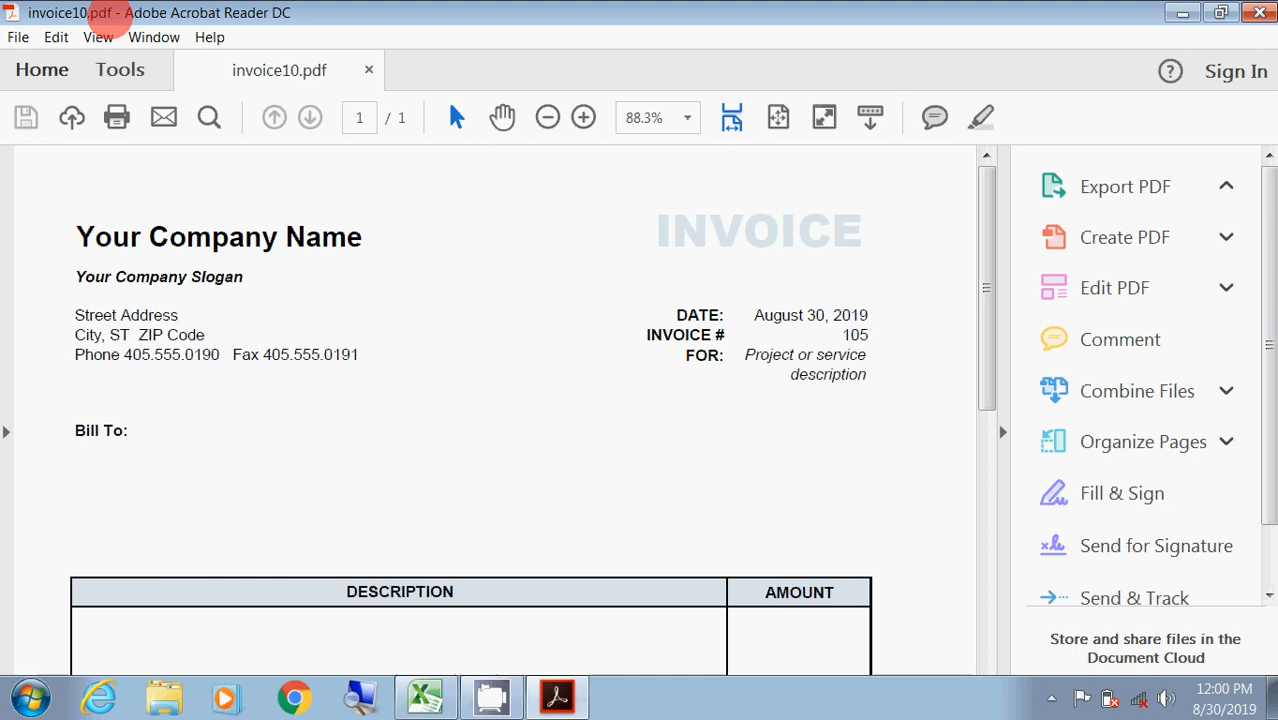 invoice10.pdf - Adobe Acrobat Reader DC
File Edit View Window Help
Home Tools invoice10.pdf × Sign In
1 / 1 88.3%
Your Company Name
INVOICE
Your Company Slogan
Street Address
City, ST ZIP Code
Phone 405.555.0190 Fax 405.555.0191
DATE: August 30, 2019
INVOICE # 105
FOR: Project or service
description
Bill To:
DESCRIPTION AMOUNT
Export PDF
Create PDF
Edit PDF
Comment
Combine Files
Organize Pages
Fill & Sign
Send for Signature
Send & Track
Store and share files in the
Document Cloud
12:00 PM
8/30/2019